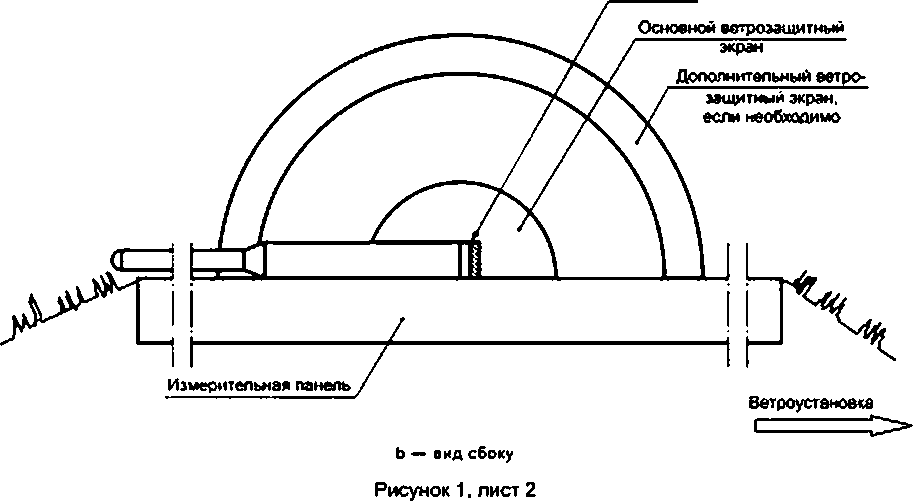 Основной ветрозащитный
экран
Дополнительный ветро-
защитный экран,
если необходимо
Измерительная панель
Ветроустановка
b — вид сбоку
Рисунок 1, лист 2